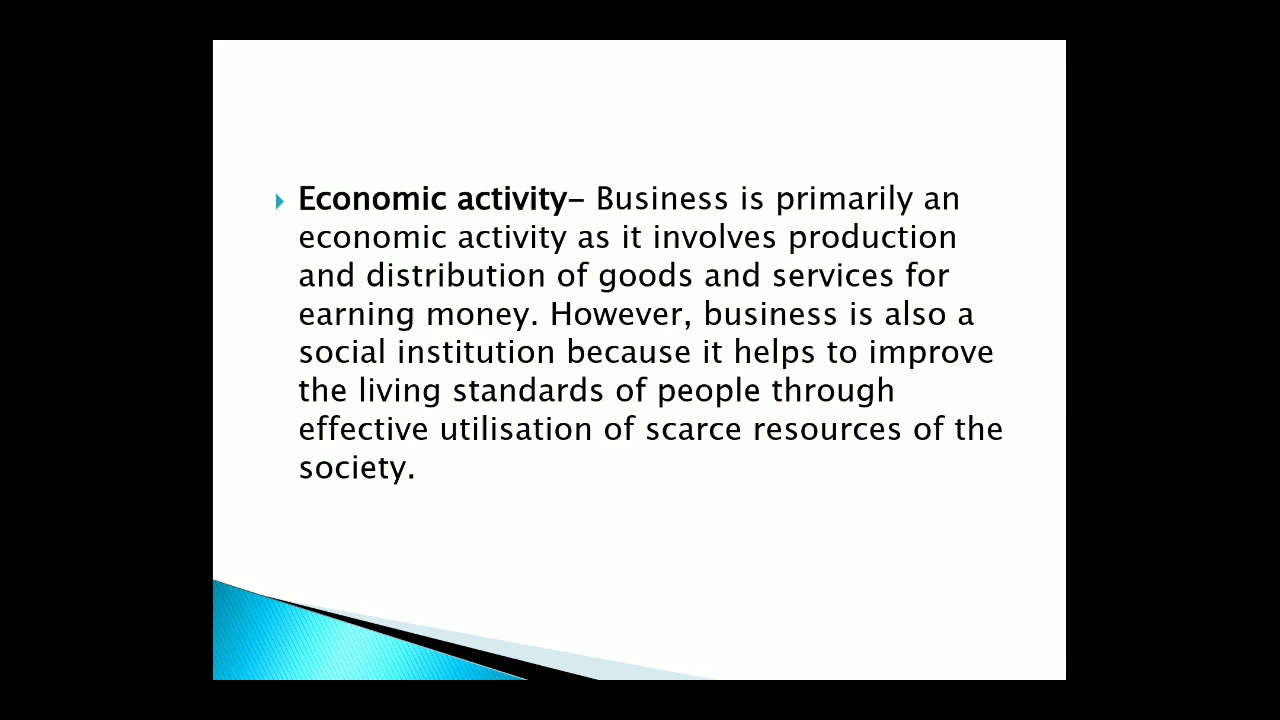 Economic activity– Business is primarily an
economic activity as it involves production
and distribution of goods and services for
earning money. However, business is also a
social institution because it helps to improve
the living standards of people through
effective utilisation of scarce resources of the
society.